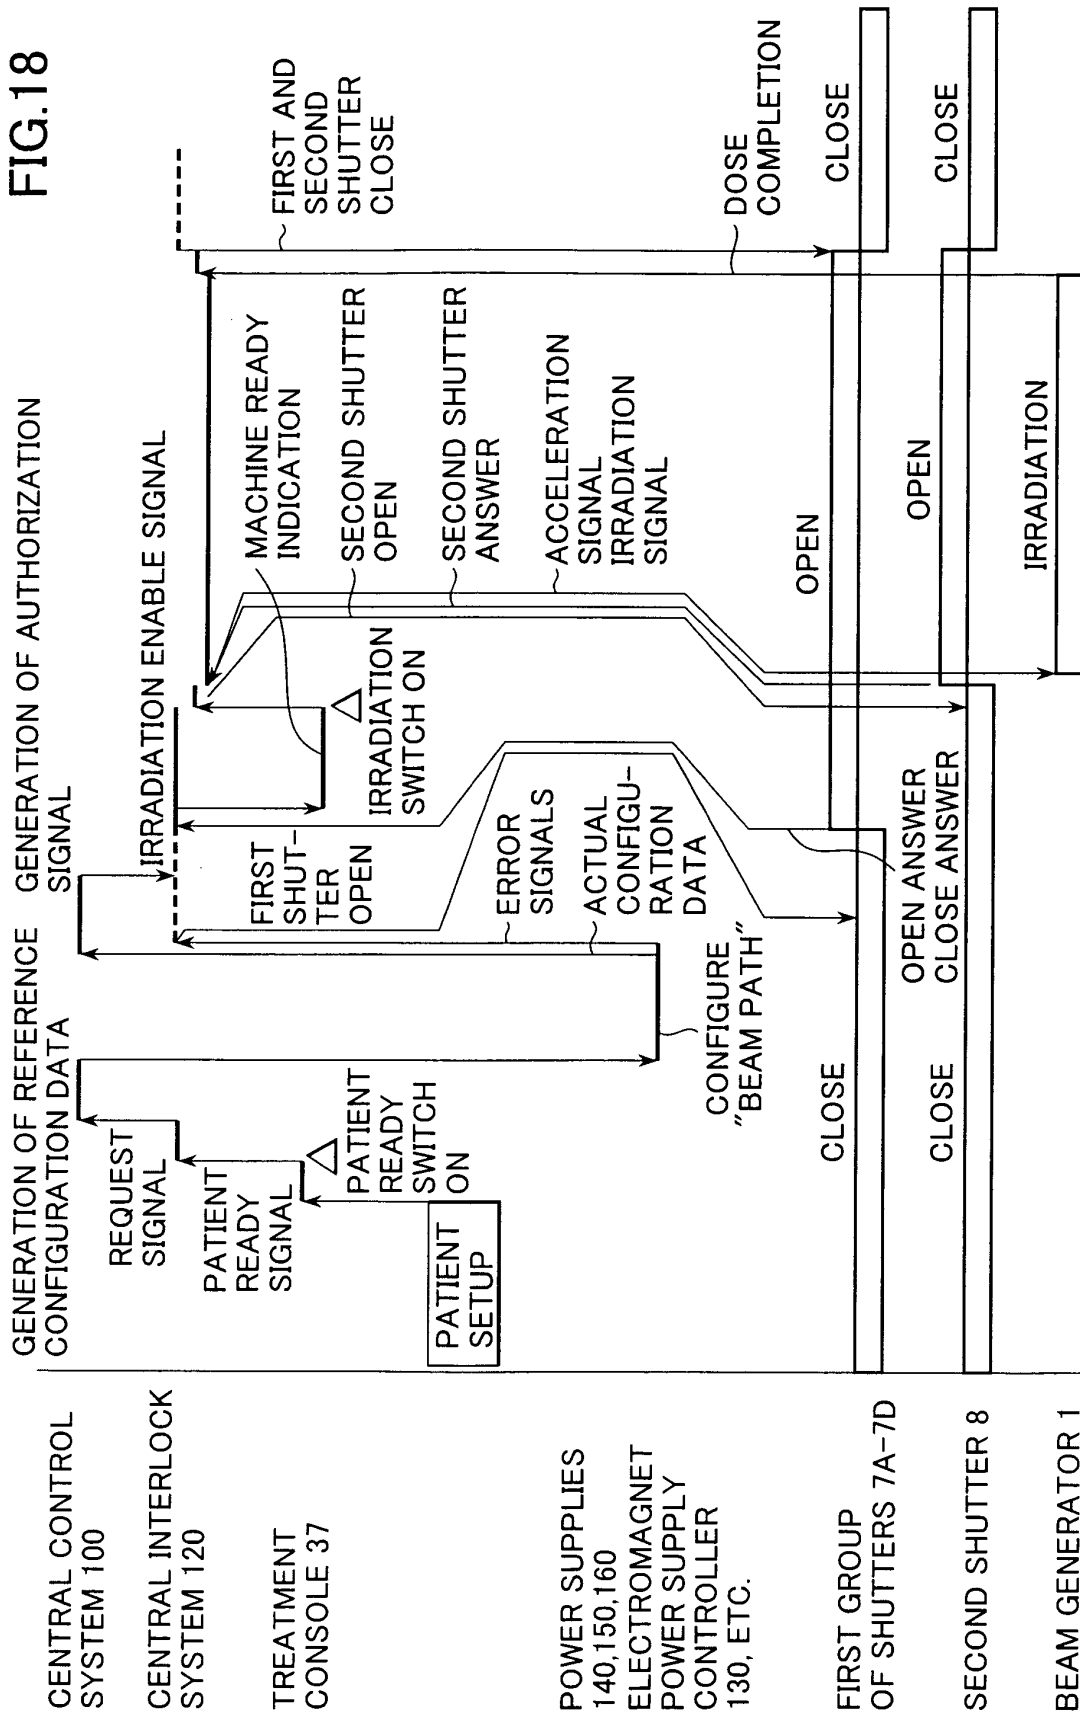 FIG.18
GENERATION OF REFERENCE
CONFIGURATION DATA
GENERATION OF AUTHORIZATION
SIGNAL
CENTRAL CONTROL
SYSTEM 100
REQUEST
SIGNAL
IRRADIATION ENABLE SIGNAL
CENTRAL INTERLOCK
SYSTEM 120
PATIENT
READY
SIGNAL
FIRST
SHUT-
TER
OPEN
MACHINE READY
INDICATION
FIRST AND
SECOND
SHUTTER
CLOSE
TREATMENT
CONSOLE 37
PATIENT
READY
SWITCH
ON
IRRADIATION
SWITCH ON
SECOND SHUTTER
OPEN
PATIENT
SETUP
SECOND SHUTTER
ANSWER
ERROR
SIGNALS
ACCELERATION
SIGNAL
IRRADIATION
SIGNAL
POWER SUPPLIES
140,150,160
ELECTROMAGNET
POWER SUPPLY
CONTROLLER
130, ETC.
ACTUAL
CONFIGU-
RATION
DATA
CONFIGURE
"BEAM PATH"
DOSE
COMPLETION
FIRST GROUP
OF SHUTTERS 7A-7D
CLOSE
OPEN
CLOSE
OPEN ANSWER
CLOSE ANSWER
SECOND SHUTTER 8
CLOSE
OPEN
CLOSE
BEAM GENERATOR 1
IRRADIATION